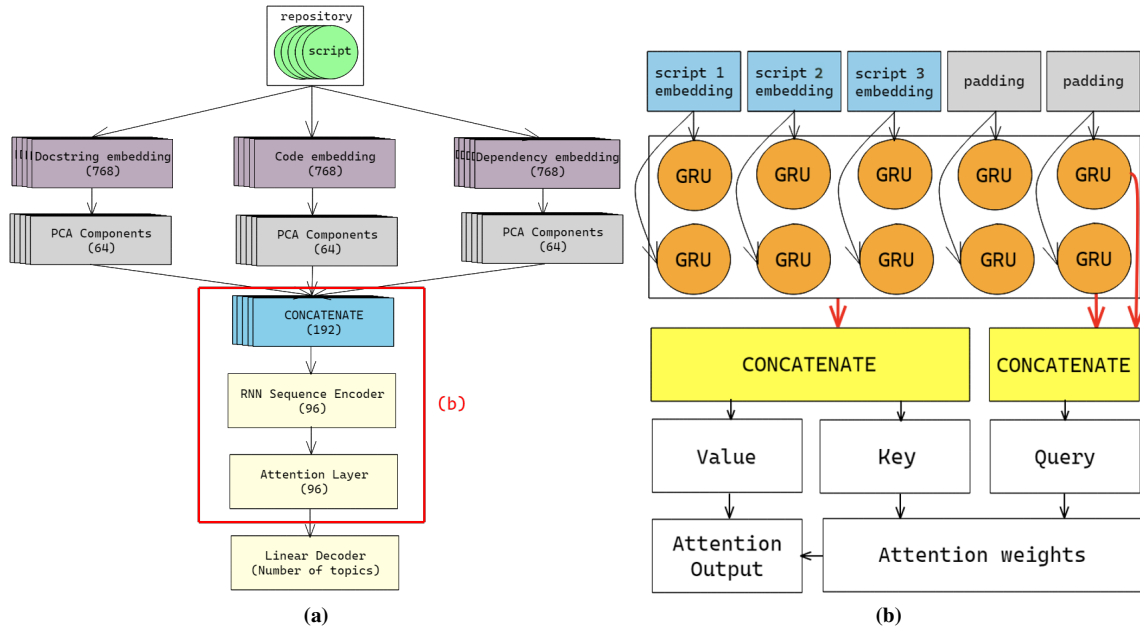 repository
script
Docstring embedding
(768)
Code embedding
(768)
Dependency embedding
(768)
PCA Components
(64)
PCA Components
(64)
PCA Components
(64)
CONCATENATE
(192)
RNN Sequence Encoder
(96)
(b)
Attention Layer
(96)
Linear Decoder
(Number of topics)
(a)
script 1
embedding
script 2
embedding
script 3
embedding
padding
padding
GRU
GRU
GRU
GRU
GRU
GRU
GRU
GRU
GRU
GRU
CONCATENATE
CONCATENATE
Value
Key
Query
Attention
Output
Attention weights
(b)